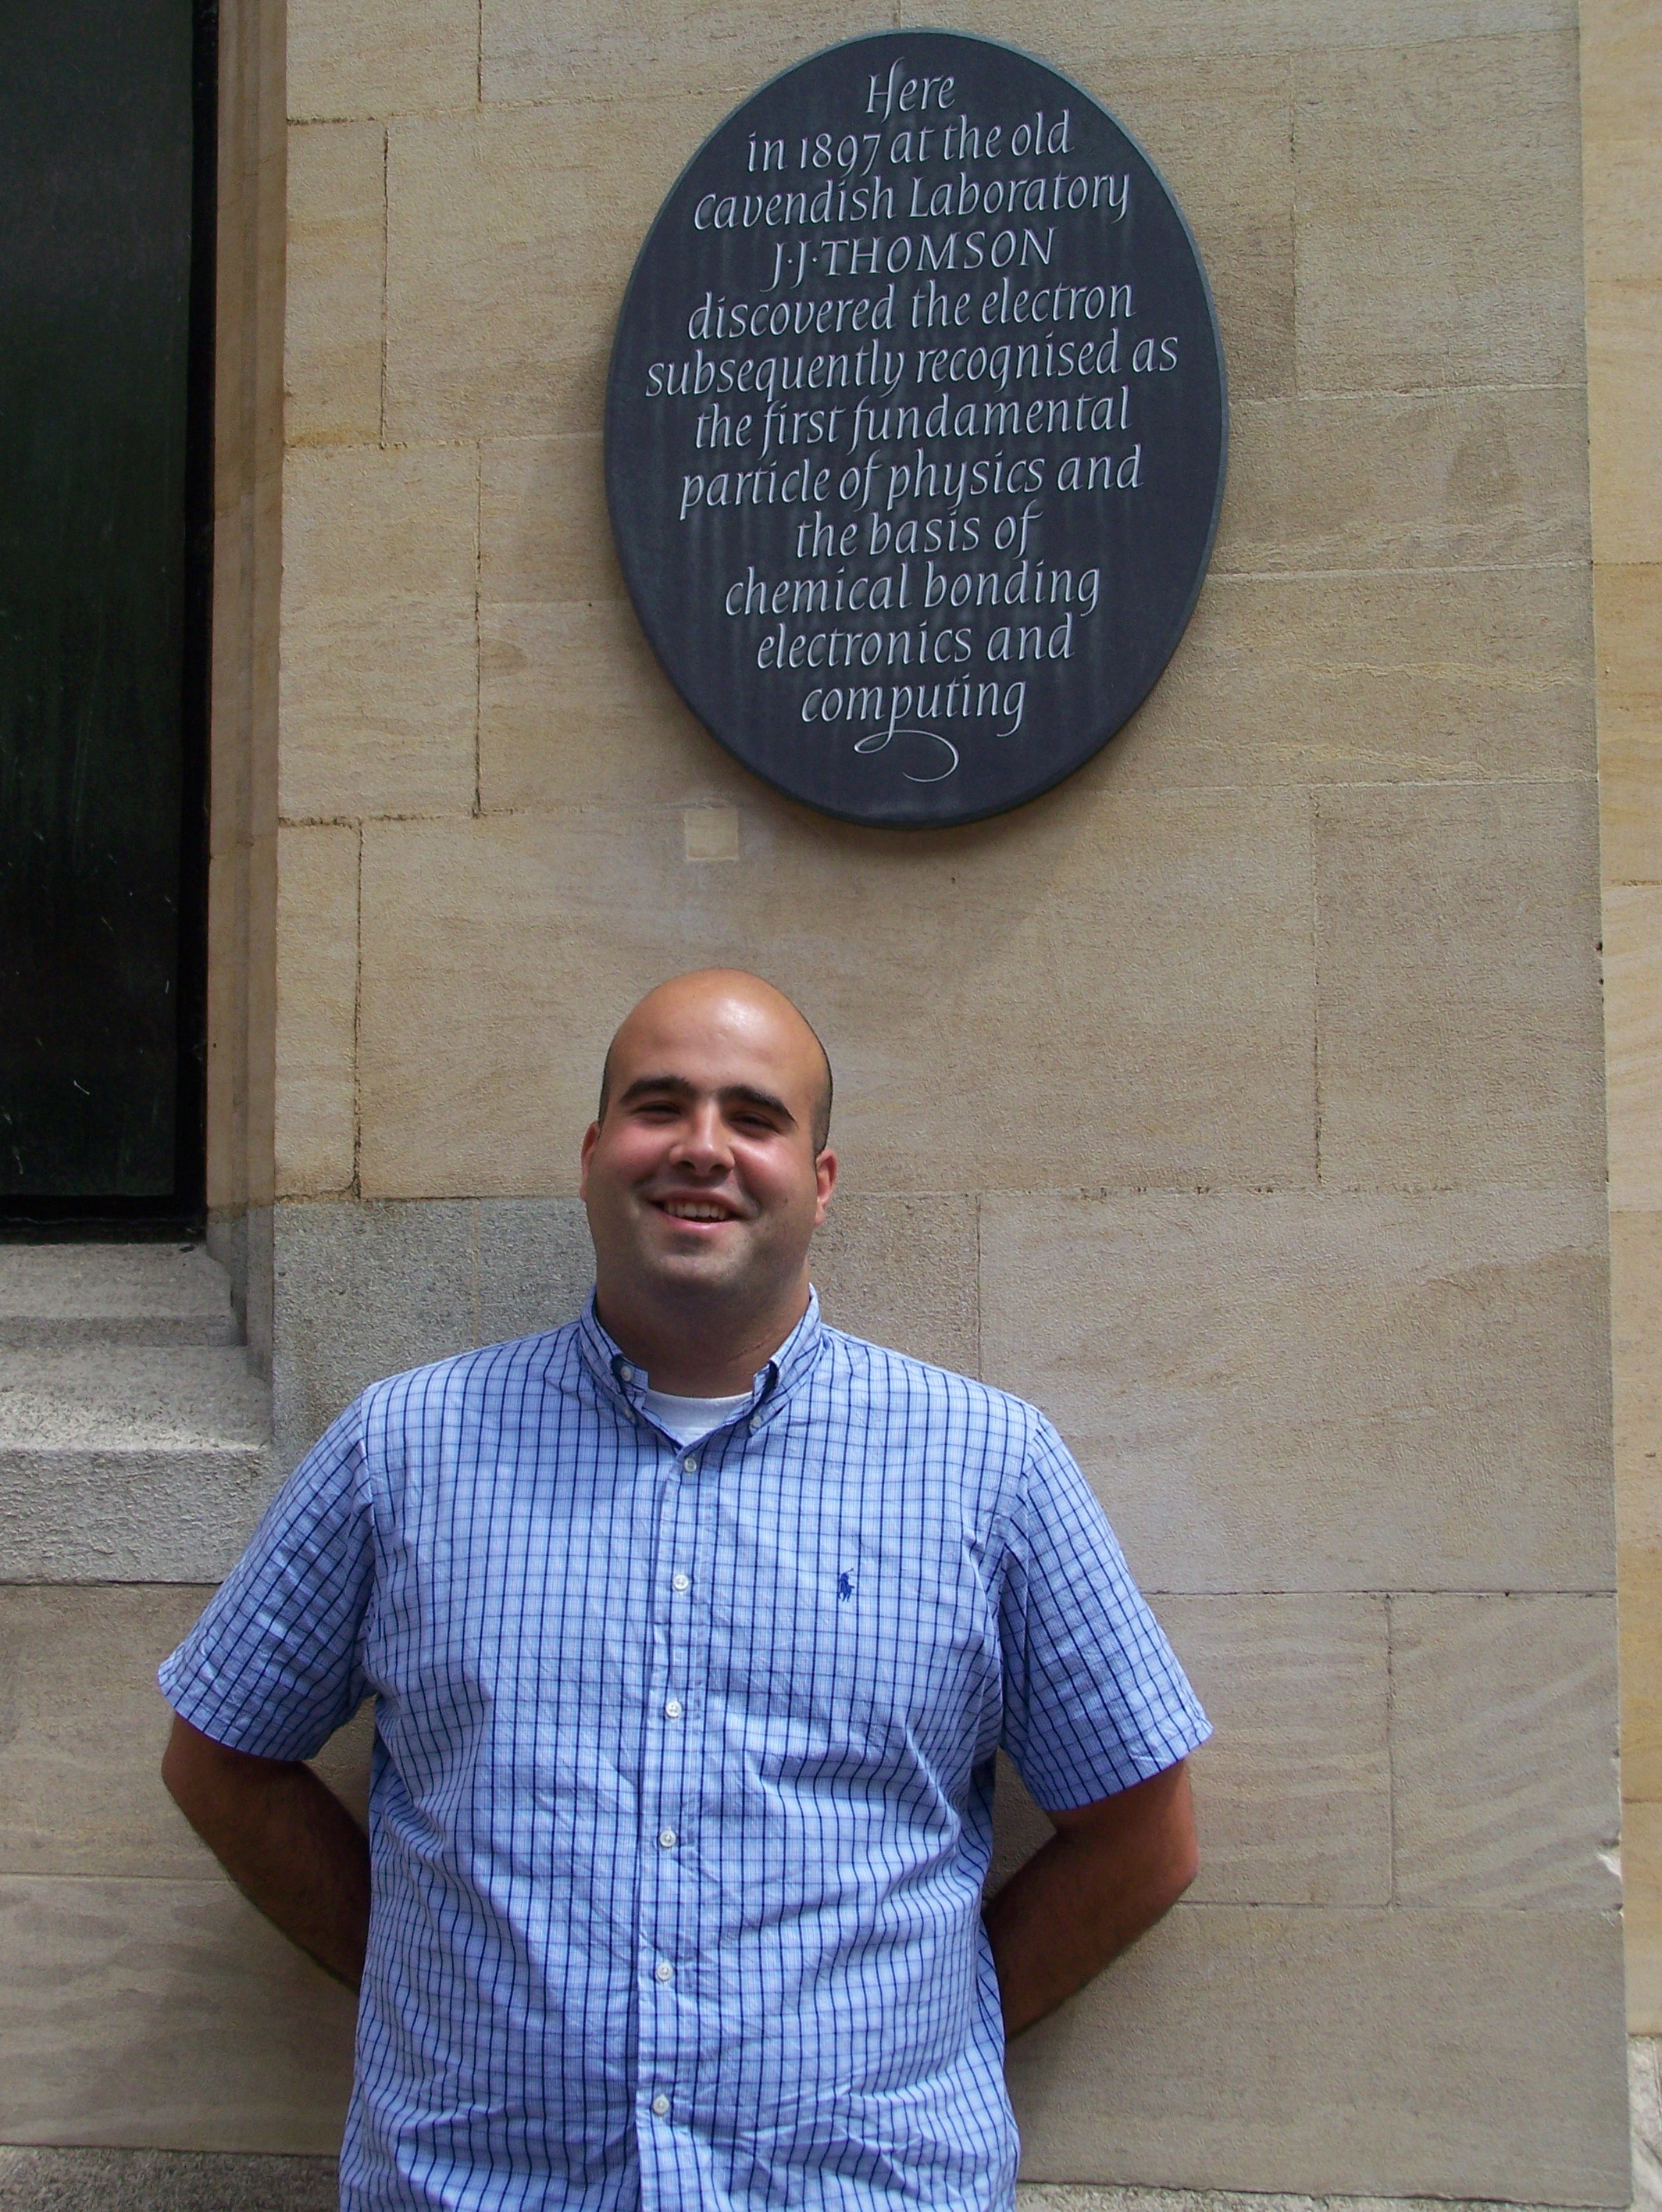 Here
in 1897 at the old
Cavendish Laboratory
J·J·THOMSON
discovered the electron
subsequently recognised as
the first fundamental
particle of physics and
the basis of
chemical bonding
electronics and
computing